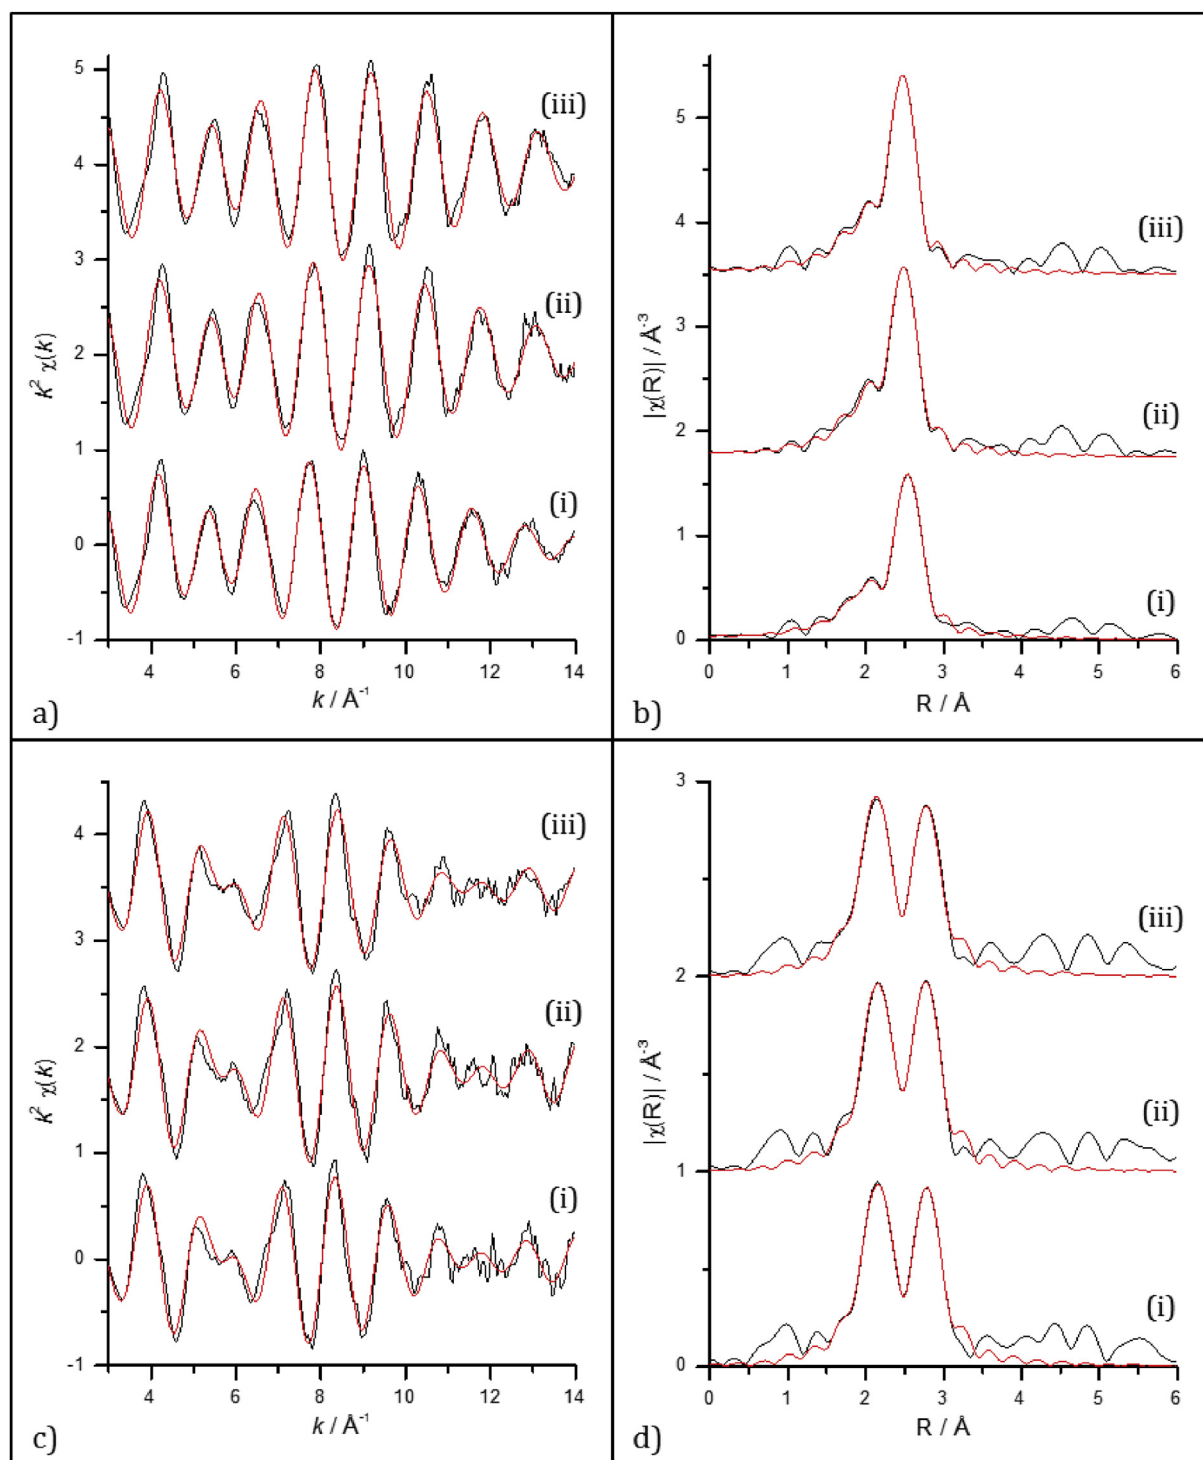 5
4
3
2
1
0
-1
k² χ(k)
(iii)
(ii)
(i)
4 6 8 10 12 14
k / Å⁻¹
a)
5
4
3
2
1
0
|χ(R)| / Å⁻³
(iii)
(ii)
(i)
0 1 2 3 4 5 6
R / Å
b)
4
3
2
1
0
-1
k² χ(k)
(iii)
(ii)
(i)
4 6 8 10 12 14
k / Å⁻¹
c)
3
2
1
0
|χ(R)| / Å⁻³
(iii)
(ii)
(i)
0 1 2 3 4 5 6
R / Å
d)